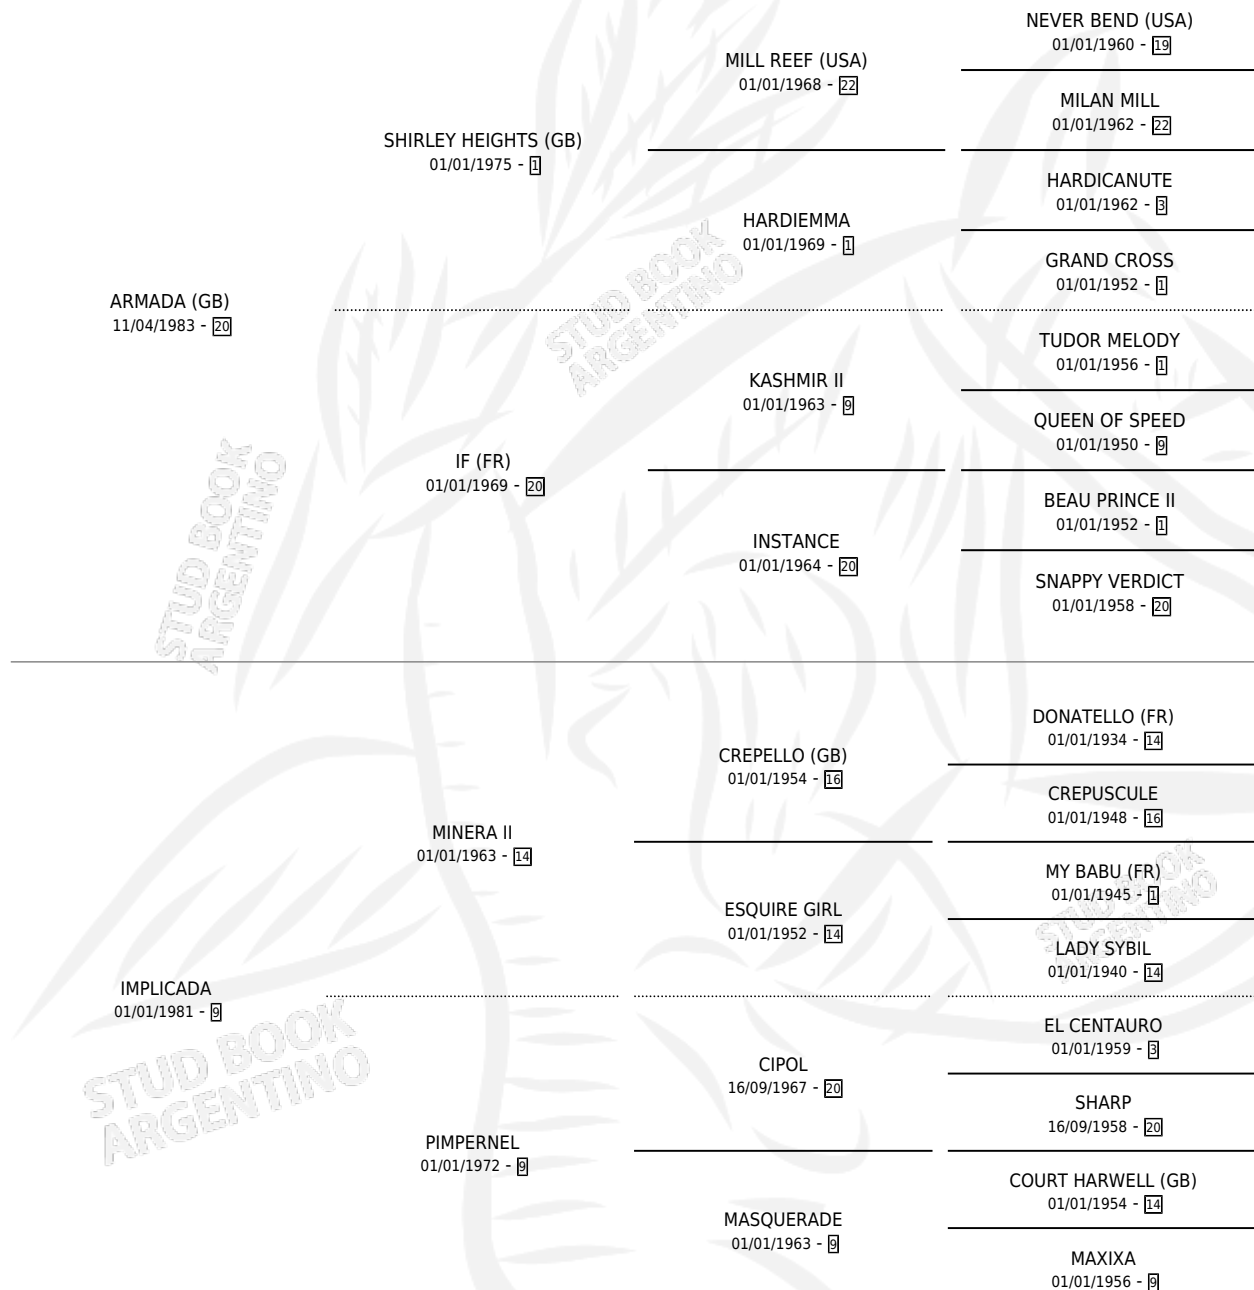 NEVER BEND (USA)
01/01/1960 - 19
MILL REEF (USA)
01/01/1968 - 22
MILAN MILL
01/01/1962 - 22
SHIRLEY HEIGHTS (GB)
01/01/1975 - 1
HARDICANUTE
01/01/1962 - 3
HARDIEMMA
01/01/1969 - 1
GRAND CROSS
01/01/1952 - 1
ARMADA (GB)
11/04/1983 - 20
STUD BOOK
ARGENTINO
TUDOR MELODY
01/01/1956 - 1
KASHMIR II
01/01/1963 - 9
QUEEN OF SPEED
01/01/1950 - 9
IF (FR)
01/01/1969 - 20
BEAU PRINCE II
01/01/1952 - 1
INSTANCE
01/01/1964 - 20
SNAPPY VERDICT
01/01/1958 - 20
STUD BOOK
ARGENTINO
DONATELLO (FR)
01/01/1934 - 14
CREPELLO (GB)
01/01/1954 - 16
CREPUSCULE
01/01/1948 - 16
MINERA II
01/01/1963 - 14
MY BABU (FR)
01/01/1945 - 1
STUD BOOK
ARGENTINO
ESQUIRE GIRL
01/01/1952 - 14
LADY SYBIL
01/01/1940 - 14
IMPLICADA
01/01/1981 - 9
STUD BOOK
ARGENTINO
EL CENTAURO
01/01/1959 - 3
CIPOL
16/09/1967 - 20
SHARP
16/09/1958 - 20
PIMPERNEL
01/01/1972 - 9
COURT HARWELL (GB)
01/01/1954 - 14
MASQUERADE
01/01/1963 - 9
MAXIXA
01/01/1956 - 9